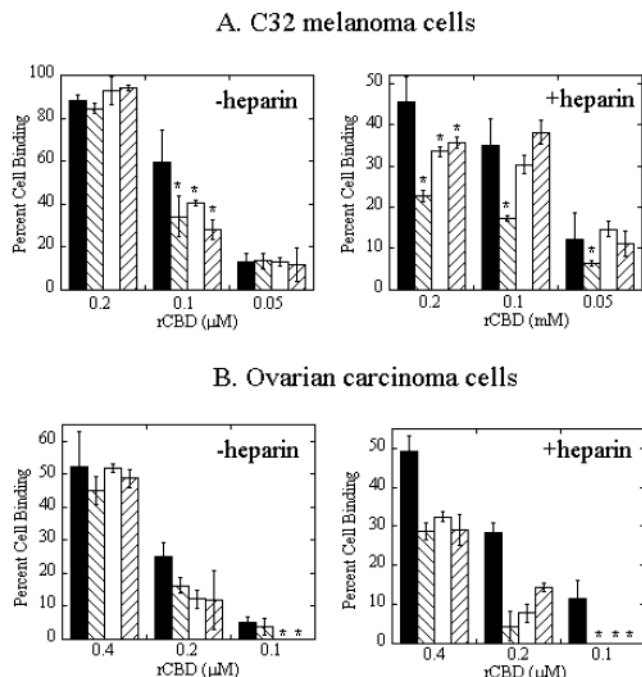 A. C32 melanoma cells
100
80
60
40
20
0
Percent Cell Binding
-heparin
* * *
0.2 0.1 0.05
rCBD (μM)
50
40
30
20
10
0
Percent Cell Binding
+heparin
* * * * *
0.2 0.1 0.05
rCBD (mM)
B. Ovarian carcinoma cells
60
50
40
30
20
10
0
Percent Cell Binding
-heparin
* *
0.4 0.2 0.1
rCBD (μM)
50
40
30
20
10
0
Percent Cell Binding
+heparin
* * *
0.4 0.2 0.1
rCBD (μM)